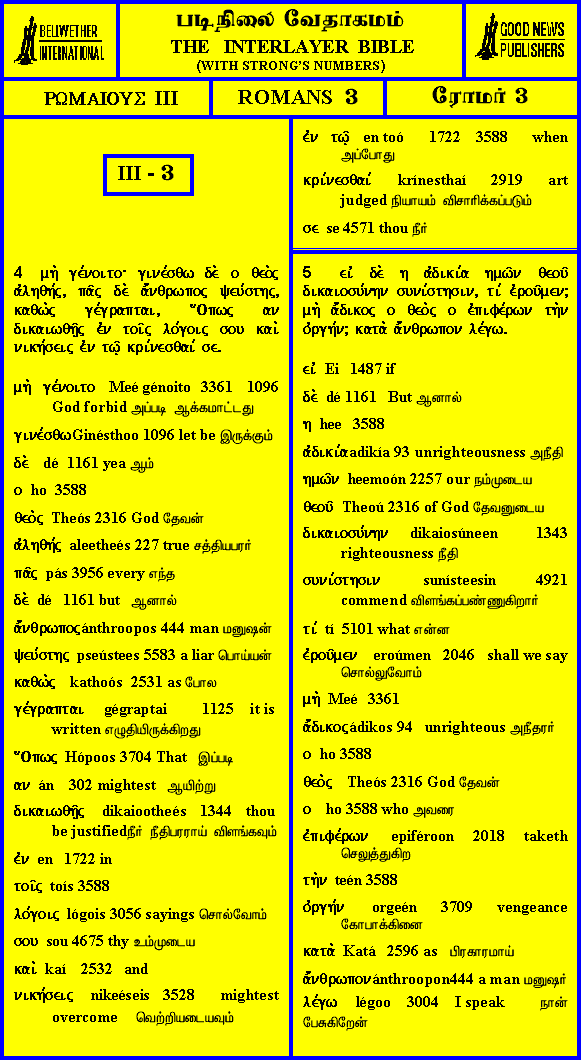 BELLWETHER
INTERNATIONAL
படிநிலை வேதாகமம்
THE INTERLAYER BIBLE
(WITH STRONG'S NUMBERS)
GOOD NEWS
PUBLISHERS
ΡΩΜΑΙΟΥΣ III
ROMANS 3
ரோமர் 3
III - 3
4 μὴ γένοιτο· γινέσθω δὲ ο θεὸς
ἀληθής, πᾶς δὲ ἄνθρωπος ψεύστης,
καθὼς γέγραπται, Ὅπως αν
δικαιωθῇς ἐν τοῖς λόγοις σου καὶ
νικήσεις ἐν τῷ κρίνεσθαί σε.
μὴ γένοιτο Meé génoito 3361 1096
God forbid அப்படி ஆக்கமாட்டது
γινέσθω Ginésthoo 1096 let be இருக்கும்
δὲ dé 1161 yea ஆம்
ο ho 3588
θεὸς Theós 2316 God தேவன்
ἀληθής aleetheés 227 true சத்தியபரர்
πᾶς pás 3956 every எந்த
δὲ dé 1161 but ஆனால்
ἄνθρωπος ánthroopos 444 man மனுஷன்
ψεύστης pseústees 5583 a liar பொய்யன்
καθὼς kathoós 2531 as போல
γέγραπται gégraptai 1125 it is
written எழுதியிருக்கிறது
Ὅπως Hópoos 3704 That இப்படி
αν án 302 mightest ஆயிற்று
δικαιωθῇς dikaiootheés 1344 thou
be justified நீர் நீதிபரராய் விளங்கவும்
ἐν en 1722 in
τοῖς toís 3588
λόγοις lógois 3056 sayings சொல்வோம்
σου sou 4675 thy உம்முடைய
καὶ kaí 2532 and
νικήσεις nikeéseis 3528 mightest
overcome வெற்றியடையவும்
ἐν τῷ en toó 1722 3588 when
அப்போது
κρίνεσθαί krínesthaí 2919 art
judged நியாயம் விசாரிக்கப்படும்
σε se 4571 thou நீர்
5 εἰ δὲ η ἀδικία ημῶν θεοῦ
δικαιοσύνην συνίστησιν, τί ἐροῦμεν;
μὴ ἄδικος ο θεὸς ο ἐπιφέρων τὴν
ὀργήν; κατὰ ἄνθρωπον λέγω.
εἰ Ei 1487 if
δὲ dé 1161 But ஆனால்
η hee 3588
ἀδικία adikía 93 unrighteousness அநீதி
ημῶν heemoón 2257 our நம்முடைய
θεοῦ Theoú 2316 of God தேவனுடைய
δικαιοσύνην dikaiosúneen 1343
righteousness நீதி
συνίστησιν sunísteesin 4921
commend விளங்கப்பண்ணுகிறார்
τί tí 5101 what என்ன
ἐροῦμεν eroúmen 2046 shall we say
சொல்லுவோம்
μὴ Meé 3361
ἄδικος ádikos 94 unrighteous அநீதரர்
ο ho 3588
θεὸς Theós 2316 God தேவன்
ο ho 3588 who அவரை
ἐπιφέρων epiféroon 2018 taketh
செலுத்துகிற
τὴν teén 3588
ὀργήν orgeén 3709 vengeance
கோபாக்கினை
κατὰ Katá 2596 as பிரகாரமாய்
ἄνθρωπον ánthroopon 444 a man மனுஷர்
λέγω légoo 3004 I speak நான்
பேசுகிறேன்